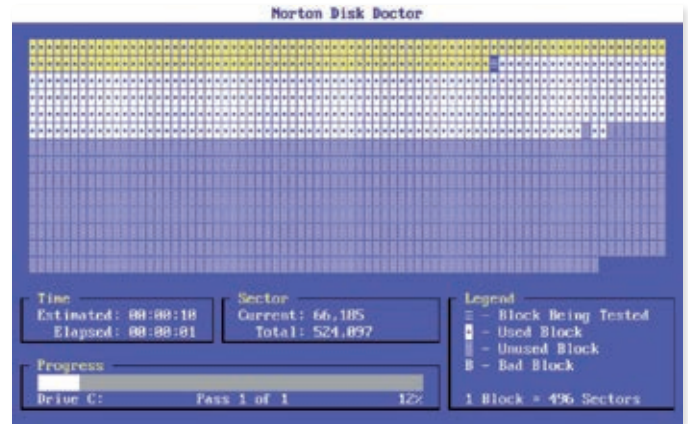 Norton Disk Doctor
Time
Estimated: 00:00:10
Elapsed: 00:00:01
Sector
Current: 66,185
Total: 524,097
Legend
≡ - Block Being Tested
- Used Block
- Unused Block
B - Bad Block
1 Block = 496 Sectors
Progress
Drive C:
Pass 1 of 1
12%